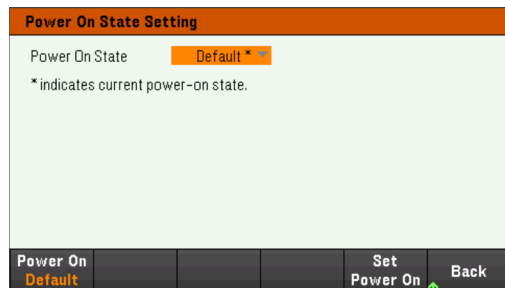 Power On State Setting
Power On State Default *
* indicates current power-on state.
Power On
Default
Set
Power On
Back